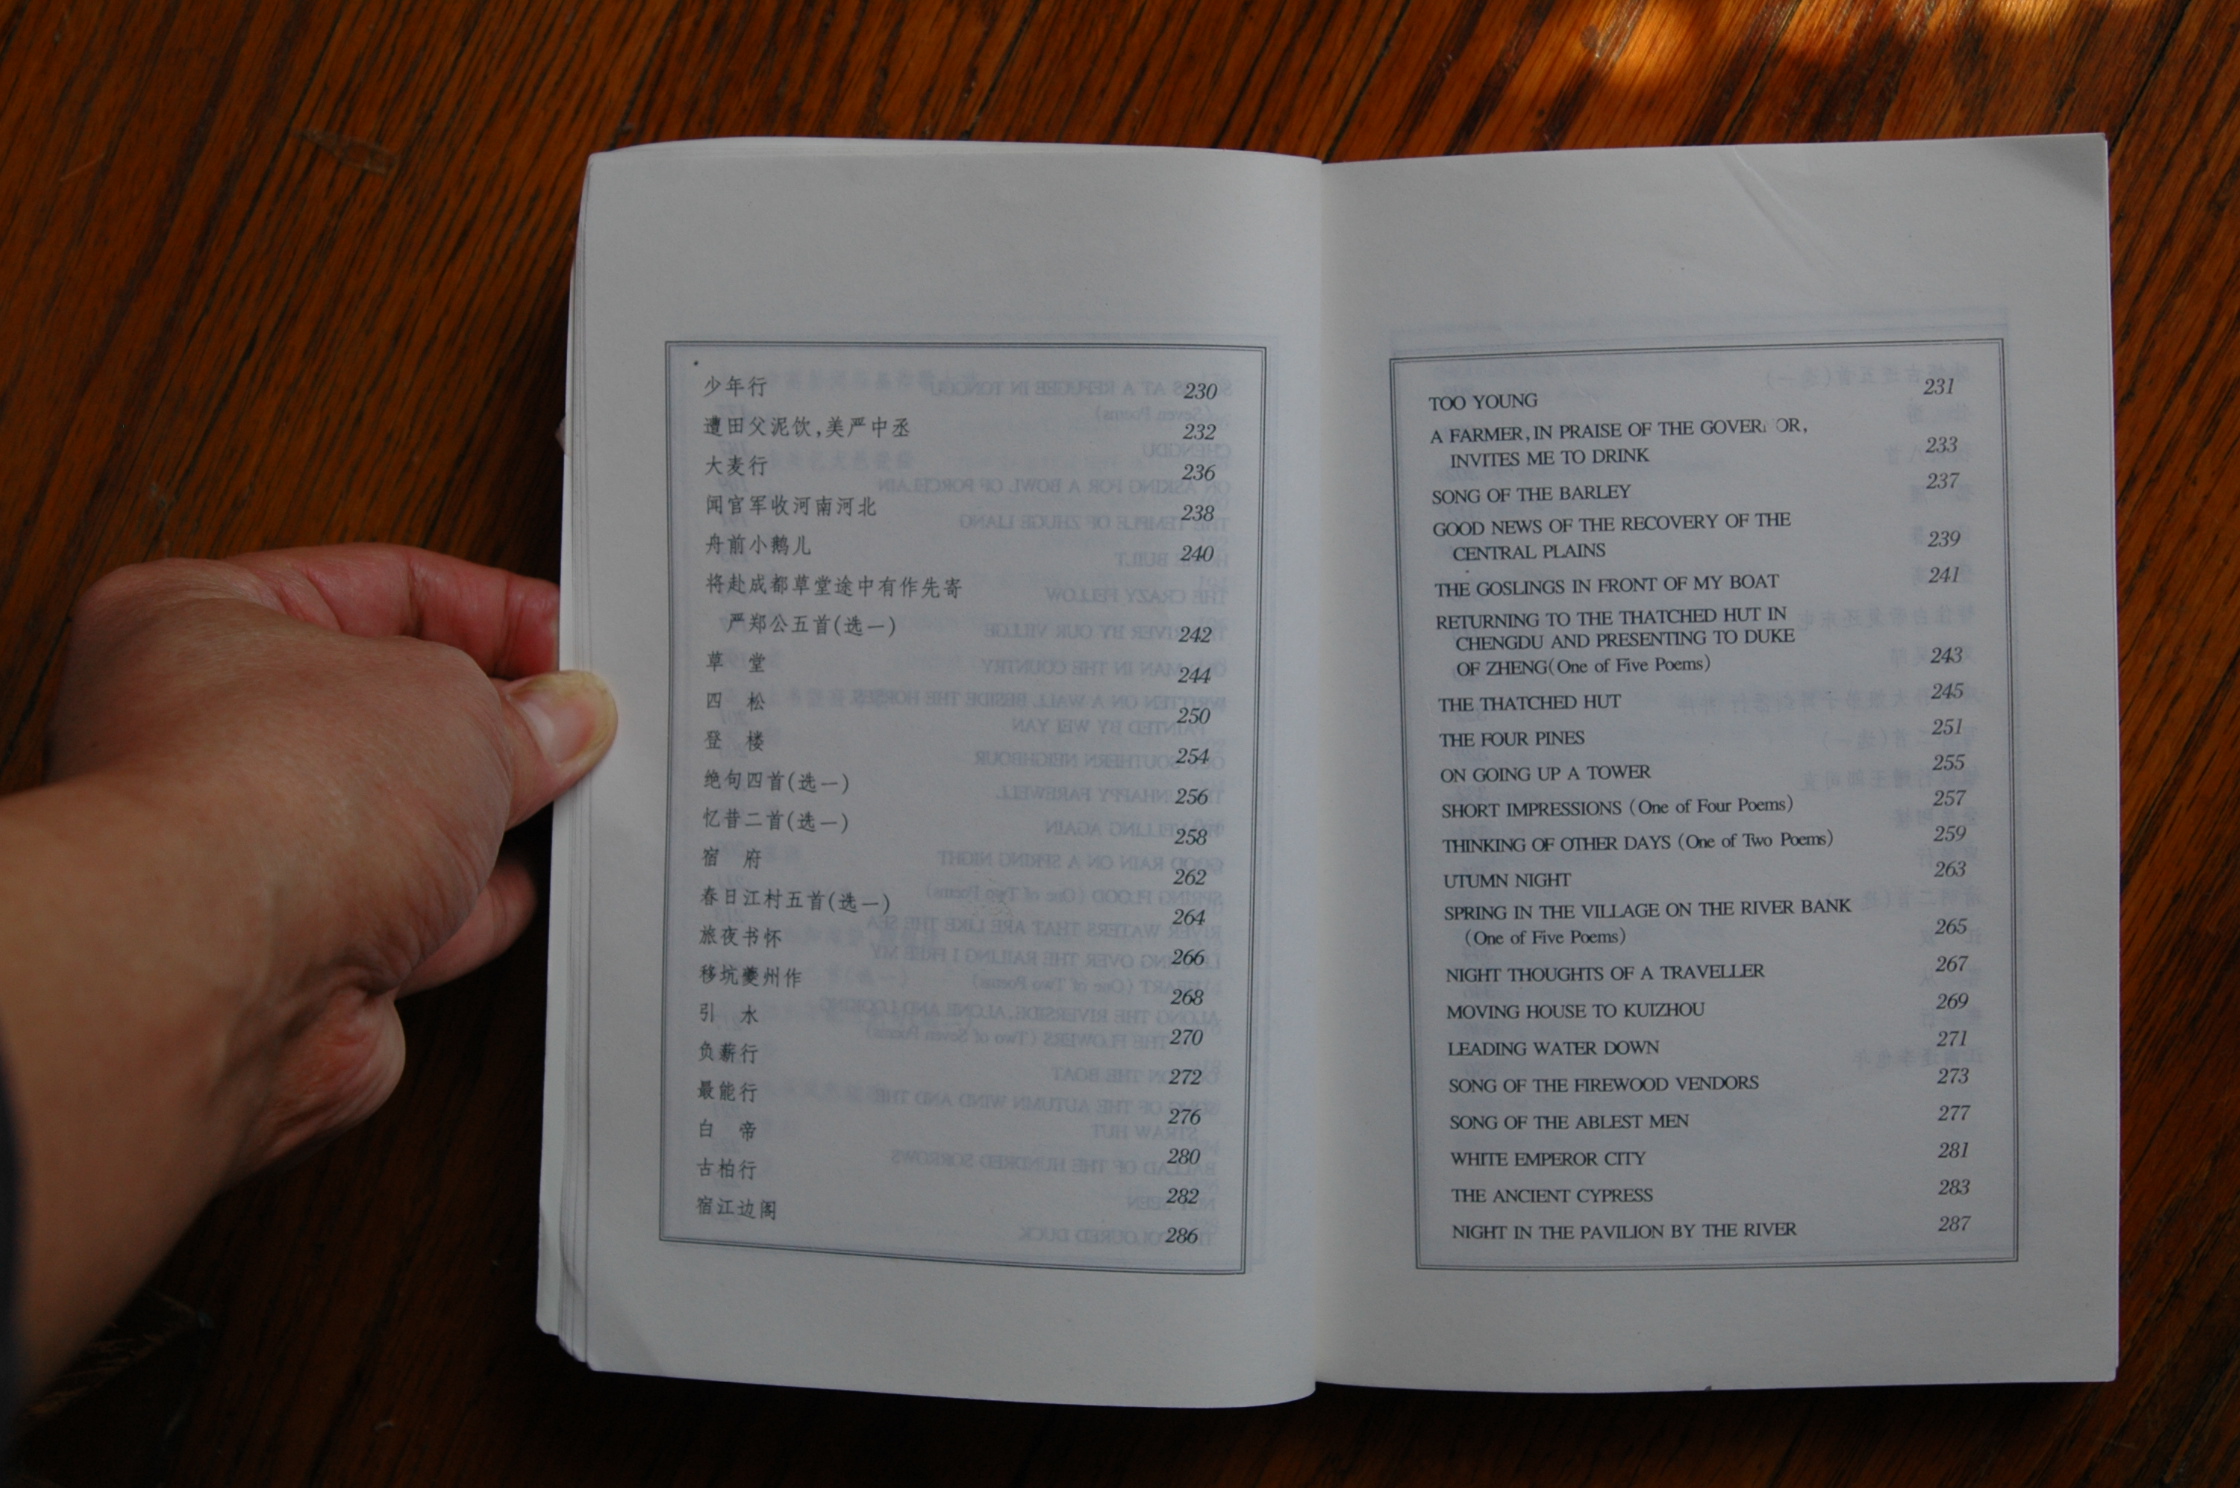 少年行 230
遭田父泥饮,美严中丞 232
大麦行 236
闻官军收河南河北 238
舟前小鹅儿 240
将赴成都草堂途中有作先寄
严郑公五首(选一) 242
草 堂 244
四 松 250
登 楼 254
绝句四首(选一) 256
忆昔二首(选一) 258
宿 府 262
春日江村五首(选一) 264
旅夜书怀 266
移坑夔州作 268
引 水 270
负薪行 272
最能行 276
白 帝 280
古柏行 282
宿江边阁 286
TOO YOUNG 231
A FARMER, IN PRAISE OF THE GOVER OR,
INVITES ME TO DRINK 233
SONG OF THE BARLEY 237
GOOD NEWS OF THE RECOVERY OF THE
CENTRAL PLAINS 239
THE GOSLINGS IN FRONT OF MY BOAT 241
RETURNING TO THE THATCHED HUT IN
CHENGDU AND PRESENTING TO DUKE
OF ZHENG(One of Five Poems) 243
THE THATCHED HUT 245
THE FOUR PINES 251
ON GOING UP A TOWER 255
SHORT IMPRESSIONS (One of Four Poems) 257
THINKING OF OTHER DAYS (One of Two Poems) 259
UTUMN NIGHT 263
SPRING IN THE VILLAGE ON THE RIVER BANK
(One of Five Poems) 265
NIGHT THOUGHTS OF A TRAVELLER 267
MOVING HOUSE TO KUIZHOU 269
LEADING WATER DOWN 271
SONG OF THE FIREWOOD VENDORS 273
SONG OF THE ABLEST MEN 277
WHITE EMPEROR CITY 281
THE ANCIENT CYPRESS 283
NIGHT IN THE PAVILION BY THE RIVER 287